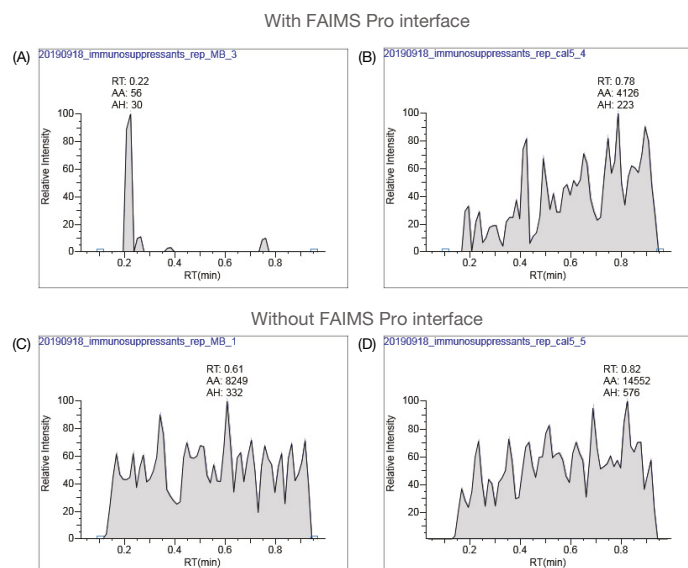 With FAIMS Pro interface
(A)
20190918_immunosuppressants_rep_MB_3
RT: 0.22
AA: 56
AH: 30
Relative Intensity
100
80
60
40
20
0
0.2
0.4
0.6
0.8
RT(min)
(B)
20190918_immunosuppressants_rep_cal5_4
RT: 0.78
AA: 4126
AH: 223
Relative Intensity
100
80
60
40
20
0
0.2
0.4
0.6
0.8
RT(min)
Without FAIMS Pro interface
(C)
20190918_immunosuppressants_rep_MB_1
RT: 0.61
AA: 8249
AH: 332
Relative Intensity
100
80
60
40
20
0
0.2
0.4
0.6
0.8
RT(min)
(D)
20190918_immunosuppressants_rep_cal5_5
RT: 0.82
AA: 14552
AH: 576
Relative Intensity
100
80
60
40
20
0.2
0.4
0.6
0.8
RT(min)